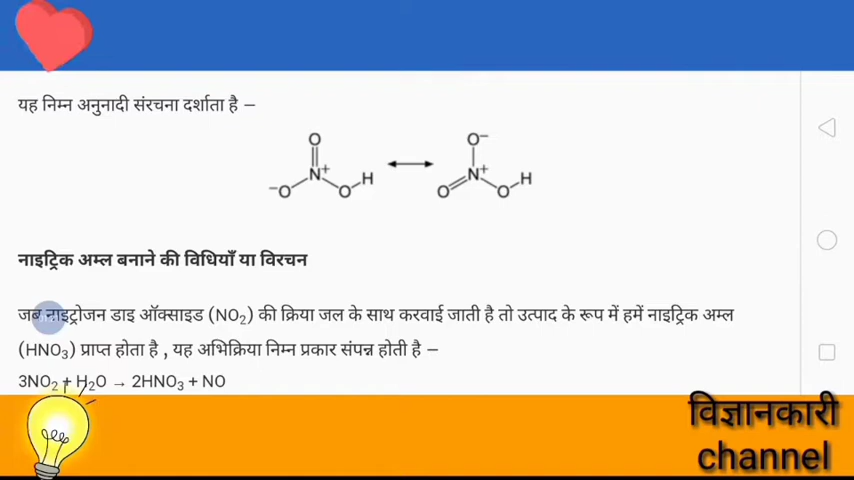 यह निम्न अनुनादी संरचना दर्शाता है –
O O⁻
N⁺ H N⁺ H
⁻O O O O
नाइट्रिक अम्ल बनाने की विधियाँ या विरचन
जब नाइट्रोजन डाइ ऑक्साइड (NO₂) की क्रिया जल के साथ करवाई जाती है तो उत्पाद के रूप में हमें नाइट्रिक अम्ल
(HNO₃) प्राप्त होता है , यह अभिक्रिया निम्न प्रकार संपन्न होती है –
3NO₂ + H₂O → 2HNO₃ + NO
विज्ञानकारी
channel